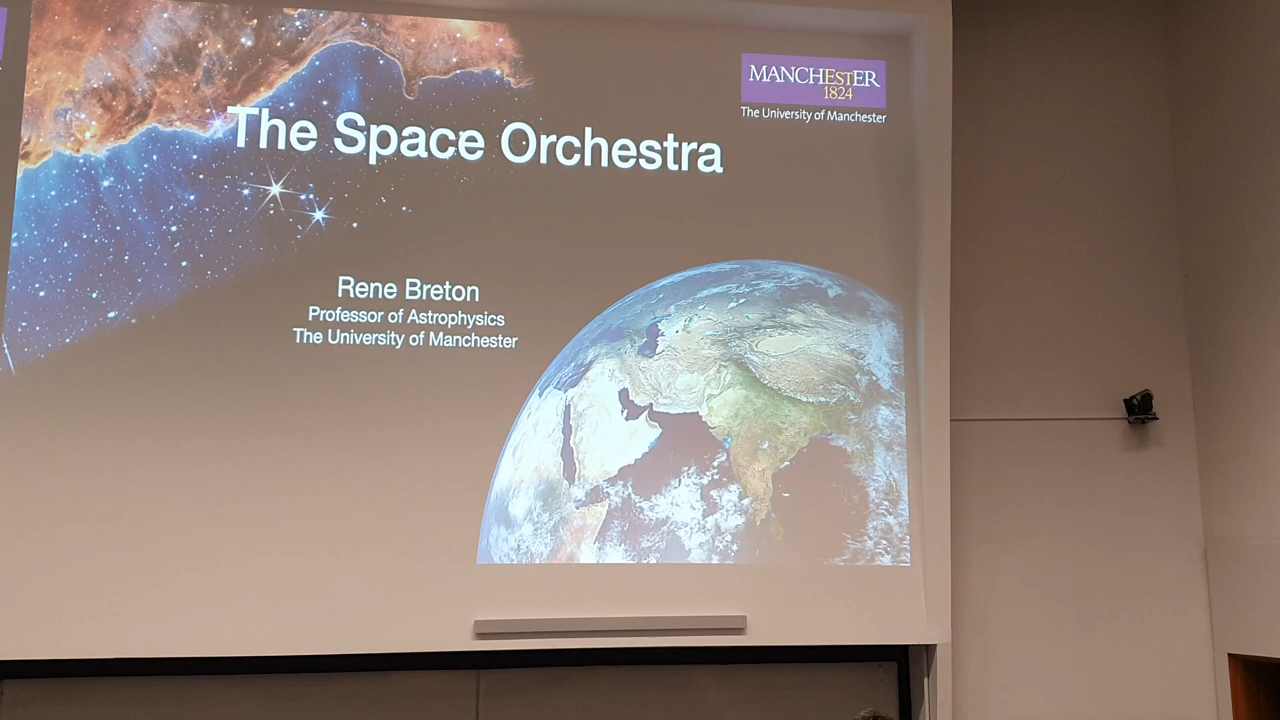 MANCHESTER
1824
The University of Manchester
The Space Orchestra
Rene Breton
Professor of Astrophysics
The University of Manchester